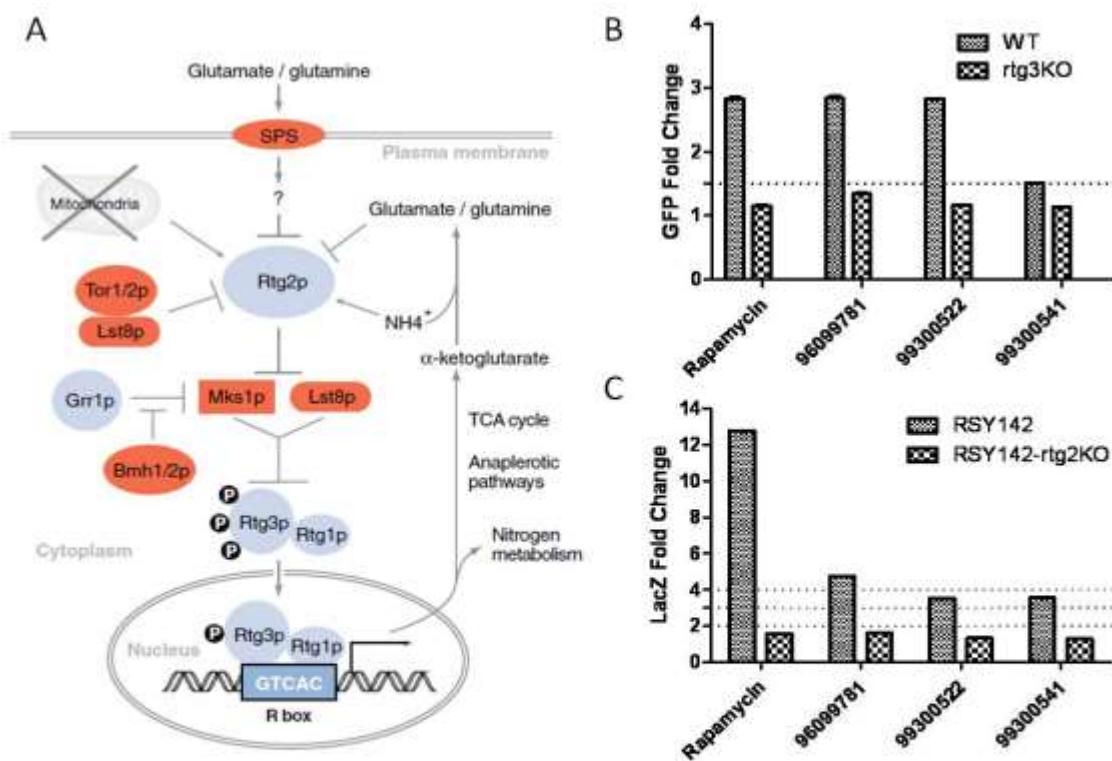 A
Glutamate / glutamine
SPS
Plasma membrane
?
Mitochondria
Glutamate / glutamine
Rtg2p
Tor1/2p
Lst8p
NH4+
α-ketoglutarate
Grr1p
Mks1p
Lst8p
TCA cycle
Bmh1/2p
Anaplerotic
pathways
P
P
P
Rtg3p
Rtg1p
Cytoplasm
Nitrogen
metabolism
P
Rtg3p
Rtg1p
Nucleus
GTCAC
R box
B
WT
rtg3KO
GFP Fold Change
4
3
2
1
0
Rapamycin
96099781
99300522
99300541
C
RSY142
RSY142-rtg2KO
LacZ Fold Change
14
12
10
8
6
4
2
0
Rapamycin
96099781
99300522
99300541